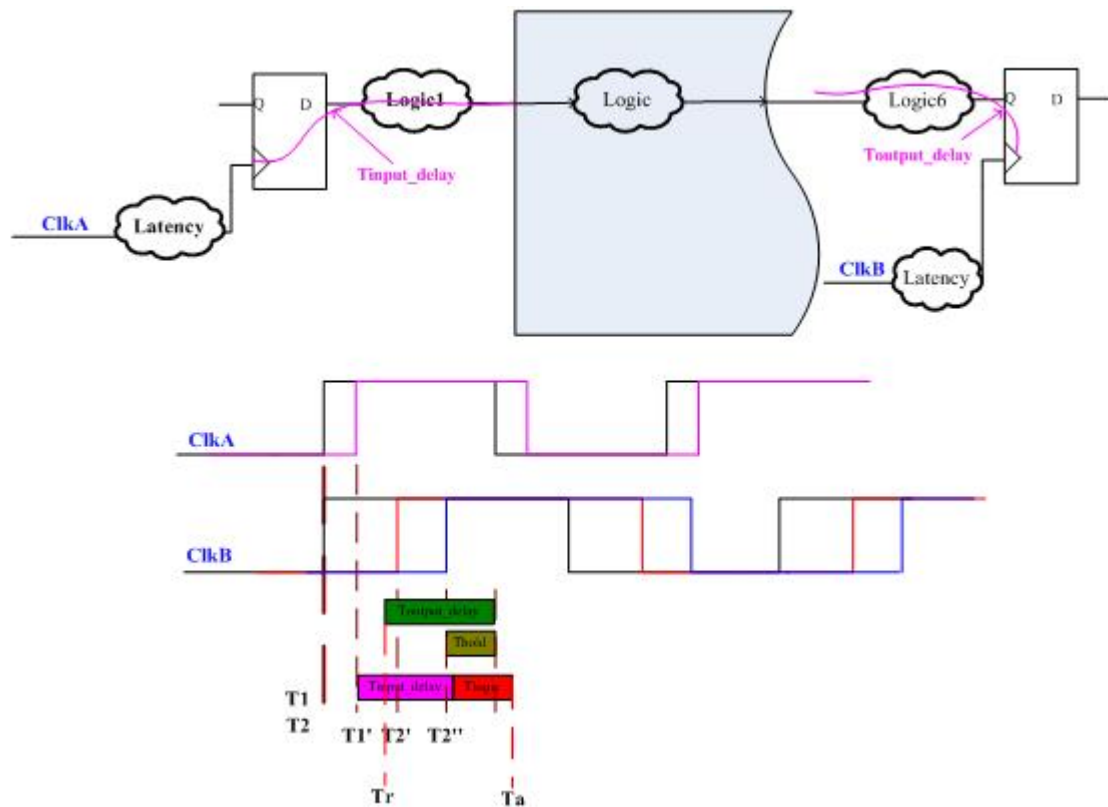 Q D
Logic1
Logic
Logic6
Q D
Tinput_delay
Toutput_delay
ClkA
Latency
ClkB
Latency
ClkA
ClkB
Toutput_delay
Thold
Tinput_delay
Tlogic
T1
T2
T1' T2' T2''
Tr Ta